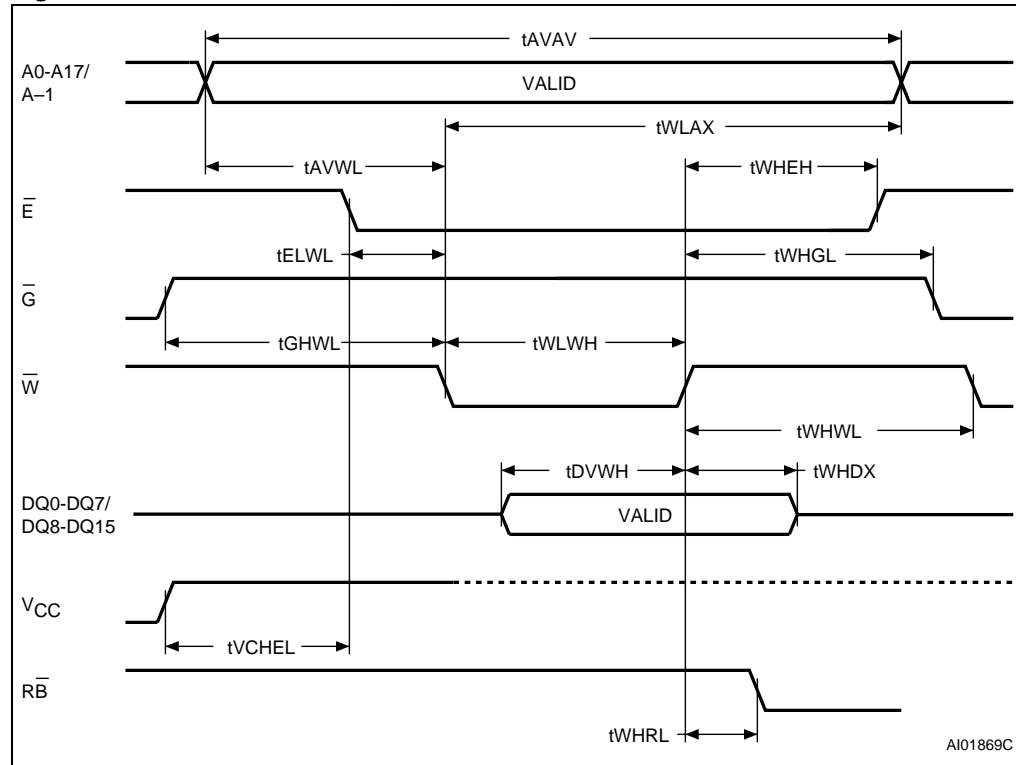 tAVAV
A0-A17/
A–1
VALID
tWLAX
tAVWL
tWHEH
E̅
tELWL
tWHGL
G̅
tGHWL
tWLWH
W̅
tWHWL
tDVWH
tWHDX
DQ0-DQ7/
DQ8-DQ15
VALID
VCC
tVCHEL
RB̅
tWHRL
AI01869C